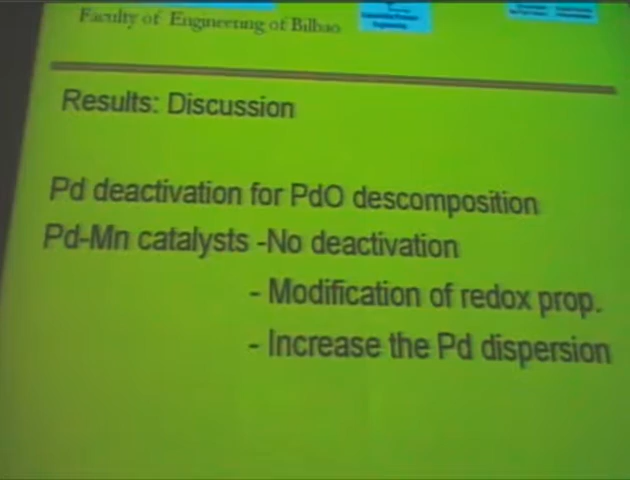 Faculty of Engineering of Bilbao
Results: Discussion
Pd deactivation for PdO descomposition
Pd-Mn catalysts -No deactivation
- Modification of redox prop.
- Increase the Pd dispersion